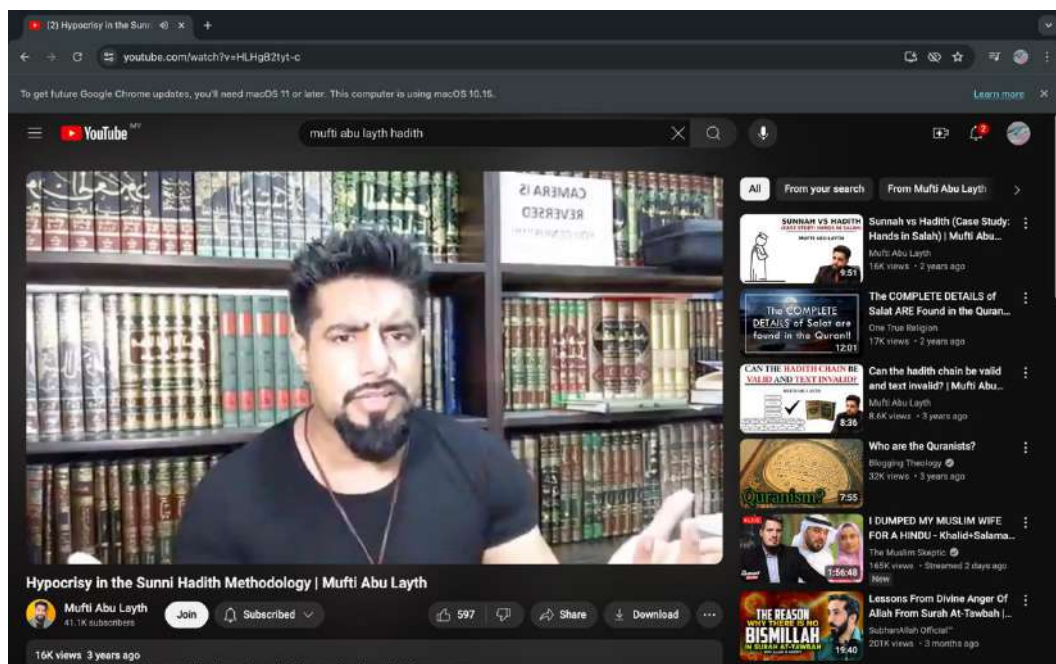 (2) Hypocrisy in the Sun
youtube.com/watch?v=HLHgB2tyt-c
To get future Google Chrome updates, you'll need macOS 11 or later. This computer is using macOS 10.15.
Learn more
YouTube MY
mufti abu layth hadith
2
CAMERA IS
REVERSED
Hypocrisy in the Sunni Hadith Methodology | Mufti Abu Layth
Mufti Abu Layth
41.1K subscribers
Join
Subscribed
597
Share
Download
16K views 3 years ago
All
From your search
From Mufti Abu Layth
SUNNAH VS HADITH
(CASE STUDY: HANDS IN SALAH)
MUFTI ABU LAYTH
9:51
Sunnah vs Hadith (Case Study:
Hands in Salah) | Mufti Abu...
Mufti Abu Layth
16K views • 2 years ago
The COMPLETE
DETAILS of Salat are
found in the Quran!!
12:01
The COMPLETE DETAILS of
Salat ARE Found in the Quran...
One True Religion
17K views • 2 years ago
CAN THE HADITH CHAIN BE
VALID AND TEXT INVALID?
8:36
Can the hadith chain be valid
and text invalid? | Mufti Abu...
Mufti Abu Layth
8.6K views • 3 years ago
Quranism?
7:55
Who are the Quranists?
Blogging Theology
32K views • 3 years ago
1:56:48
I DUMPED MY MUSLIM WIFE
FOR A HINDU - Khalid+Salama...
The Muslim Skeptic
165K views • Streamed 2 days ago
New
THE REASON
WHY THERE IS NO
BISMILLAH
IN SURAH AT-TAWBAH
19:40
Lessons From Divine Anger Of
Allah From Surah At-Tawbah |...
SubhanAllah Official
201K views • 3 months ago